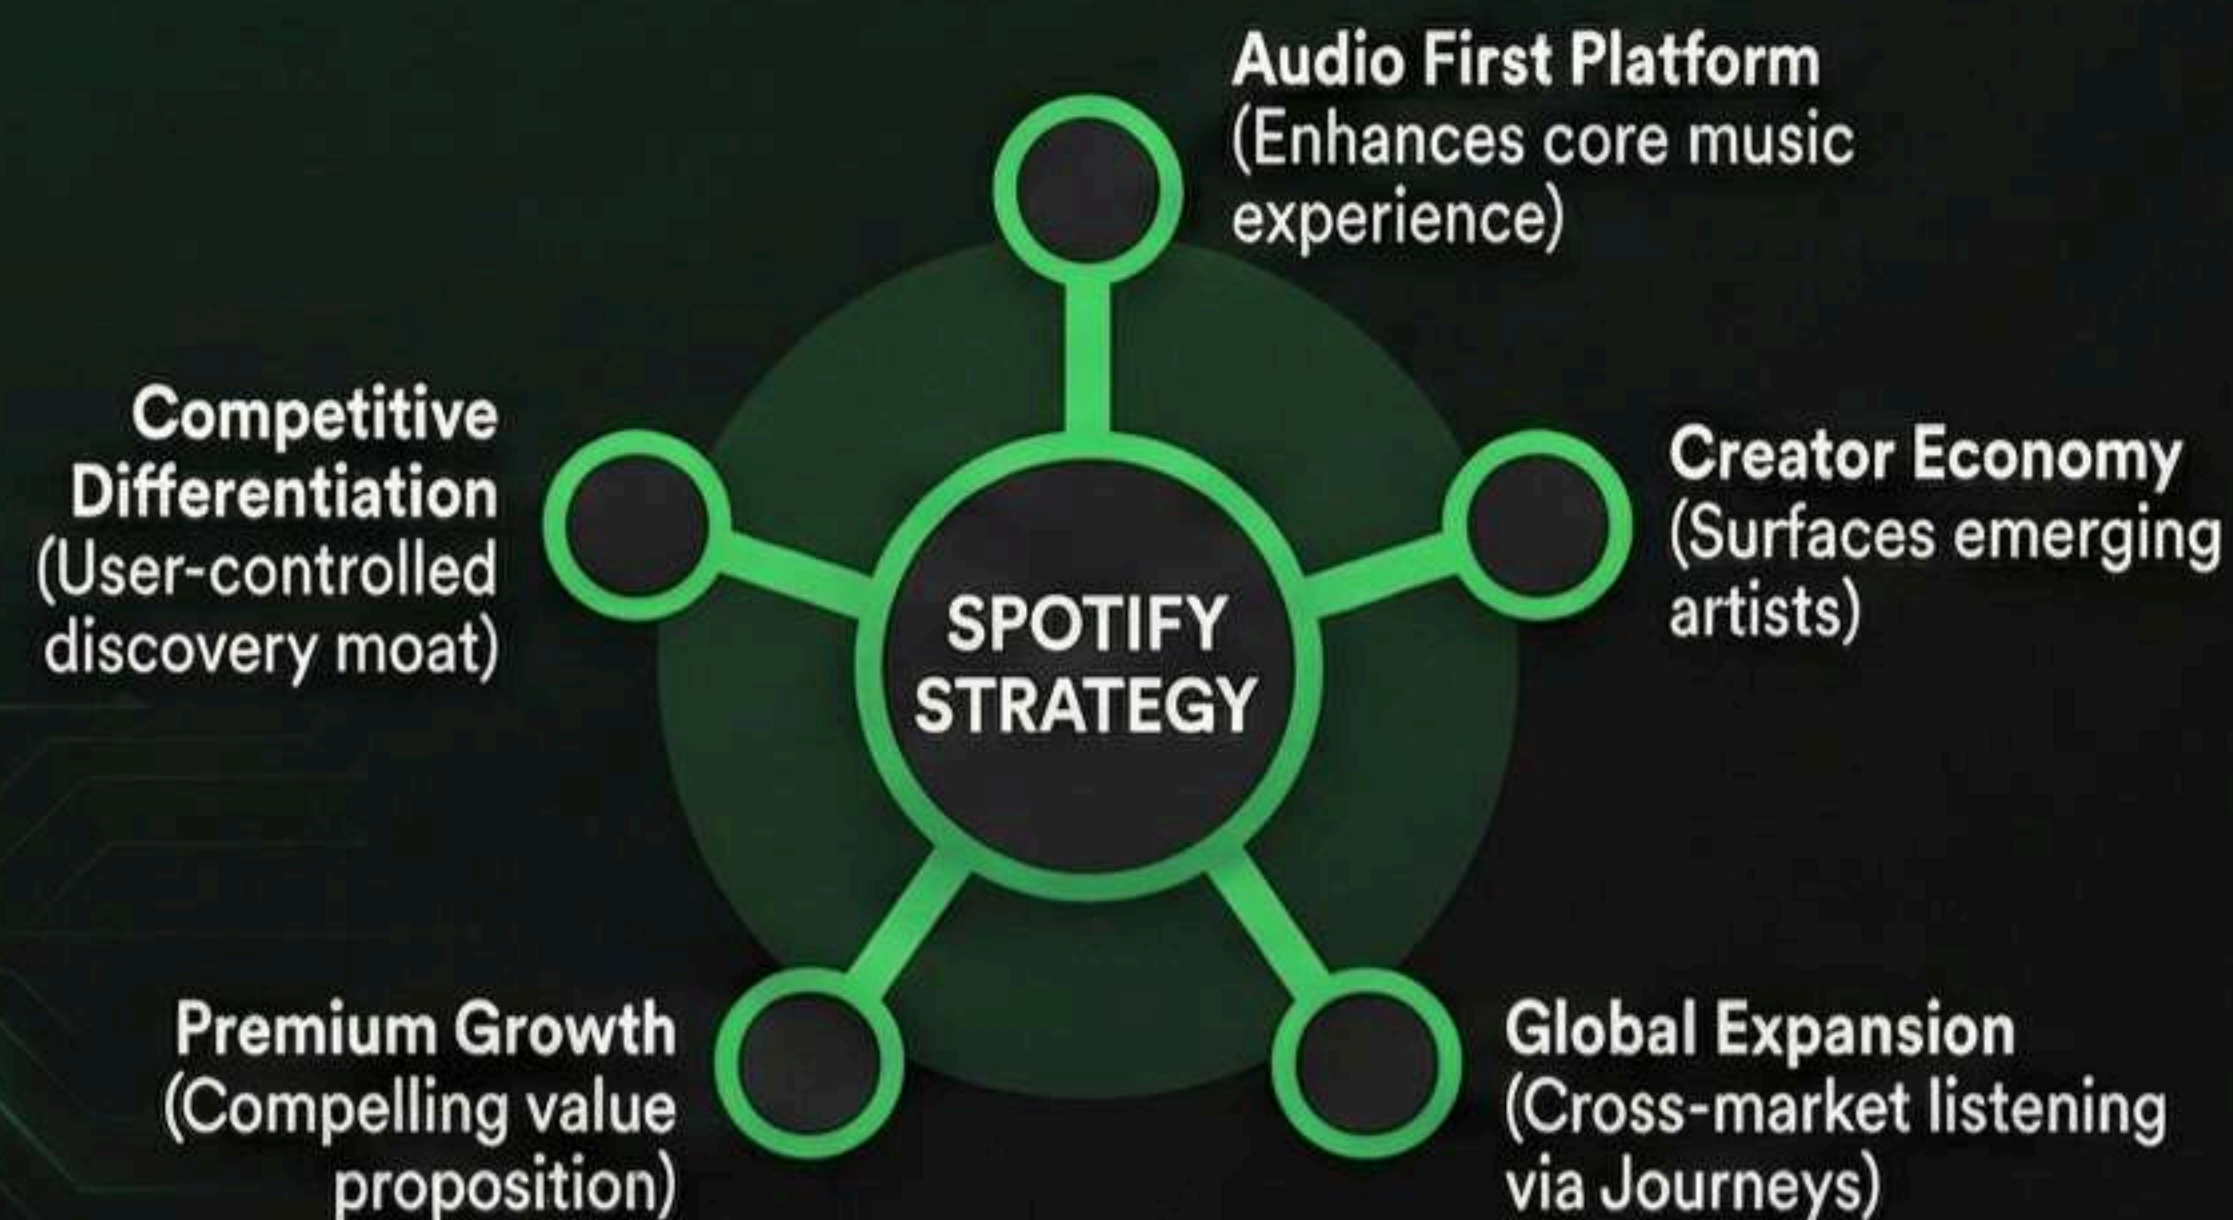 Audio First Platform
(Enhances core music
experience)
Competitive
Differentiation
(User-controlled
discovery moat)
Creator Economy
(Surfaces emerging
artists)
SPOTIFY
STRATEGY
Premium Growth
(Compelling value
proposition)
Global Expansion
(Cross-market listening
via Journeys)